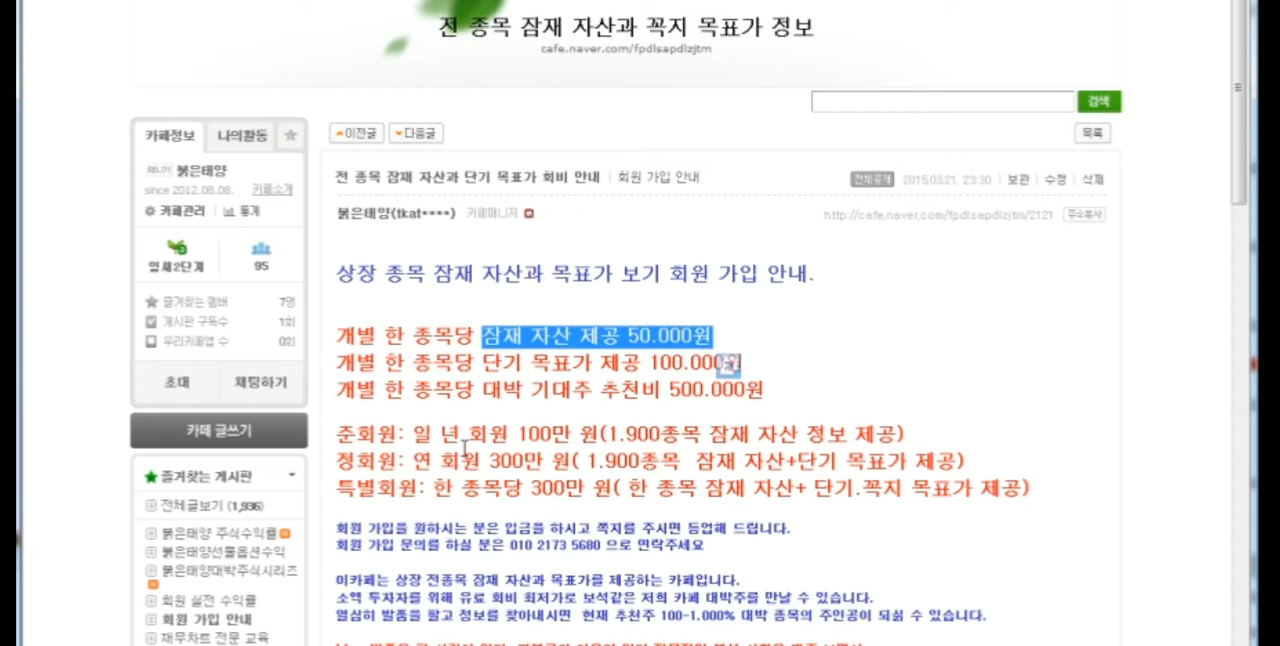 전 종목 잠재 자산과 꼭지 목표가 정보
cafe.naver.com/fpdlsapdlzjtm
검색
카페정보 나의활동
이전글 다음글
목록
매니저 붉은태양
since 2012.08.08. 카페소개
카페관리 통계
잎새2단계 95
즐겨찾는 멤버 7명
게시판 구독수 1회
우리카페앱 수 0회
초대 채팅하기
카페 글쓰기
즐겨찾는 게시판
전체글보기 (1,936)
붉은태양 주식수익률
붉은태양선물옵션수익
붉은태양대박주식시리즈
회원 실전 수익률
회원 가입 안내
재무차트 전문 교육
전 종목 잠재 자산과 단기 목표가 회비 안내 | 회원 가입 안내
전체공개 2015.03.21. 23:30 | 보관 | 수정 | 삭제
붉은태양(tkat****) 카페매니저
http://cafe.naver.com/fpdlsapdlzjtm/2121 주소복사
상장 종목 잠재 자산과 목표가 보기 회원 가입 안내.
개별 한 종목당 잠재 자산 제공 50.000원
개별 한 종목당 단기 목표가 제공 100.000
개별 한 종목당 대박 기대주 추천비 500.000원
준회원: 일 년 회원 100만 원(1.900종목 잠재 자산 정보 제공)
정회원: 연 회원 300만 원( 1.900종목 잠재 자산+단기 목표가 제공)
특별회원: 한 종목당 300만 원( 한 종목 잠재 자산+ 단기.꼭지 목표가 제공)
회원 가입을 원하시는 분은 입금을 하시고 쪽지를 주시면 등업해 드립니다.
회원 가입 문의를 하실 분은 010 2173 5680 으로 연락주세요
이카페는 상장 전종목 잠재 자산과 목표가를 제공하는 카페입니다.
소액 투자자를 위해 유료 회비 최저가로 보석같은 저희 카페 대박주를 만날 수 있습니다.
열심히 발품을 팔고 정보를 찾아내시면 현재 추천주 100-1.000% 대박 종목의 주인공이 되실 수 있습니다.